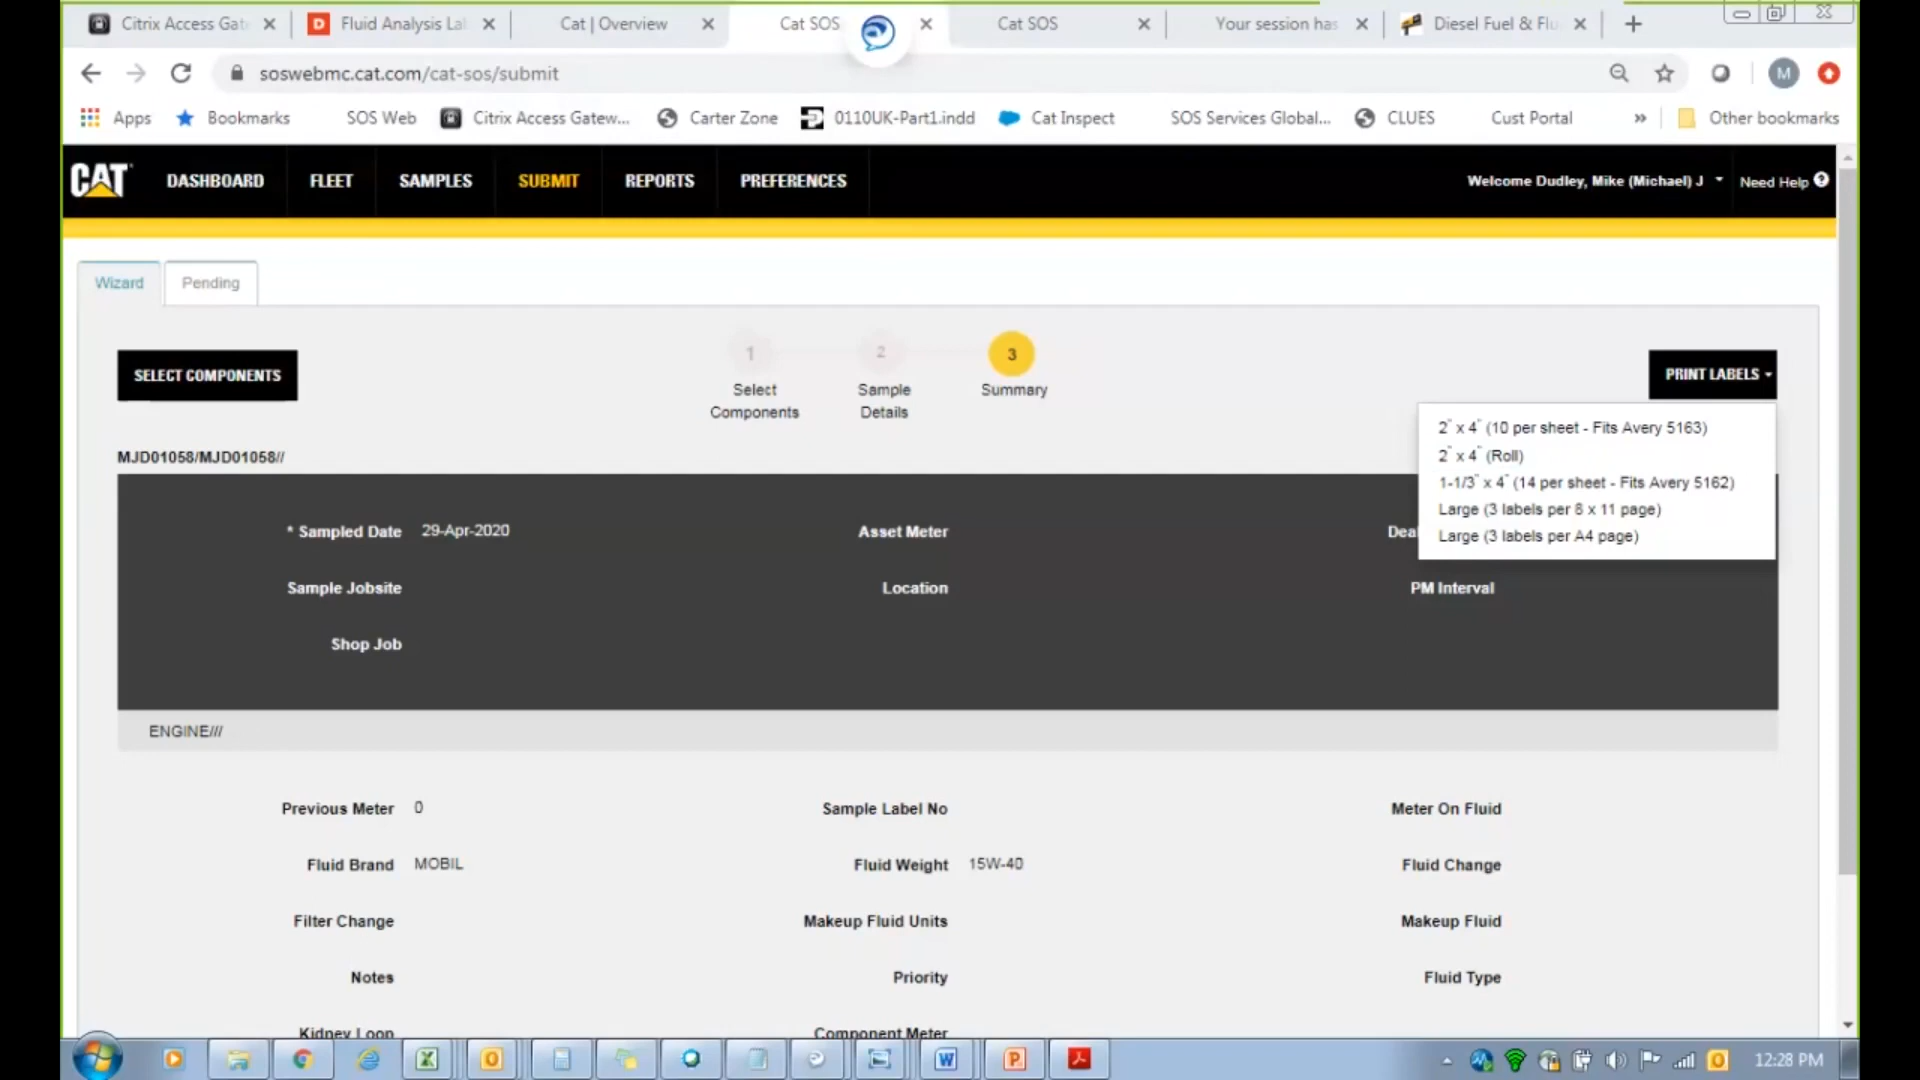 Citrix Access Gat
Fluid Analysis La
Cat | Overview
Cat SOS
Cat SOS
Your session has
Diesel Fuel & Flu
soswebmc.cat.com/cat-sos/submit
M
Apps
Bookmarks
SOS Web
Citrix Access Gatew...
Carter Zone
0110UK-Part1.indd
Cat Inspect
SOS Services Global...
CLUES
Cust Portal
»
Other bookmarks
CAT
DASHBOARD
FLEET
SAMPLES
SUBMIT
REPORTS
PREFERENCES
Welcome Dudley, Mike (Michael) J
Need Help ?
Wizard
Pending
SELECT COMPONENTS
1
Select
Components
2
Sample
Details
3
Summary
PRINT LABELS
2" x 4" (10 per sheet - Fits Avery 5163)
2" x 4" (Roll)
1-1/3" x 4" (14 per sheet - Fits Avery 5162)
Large (3 labels per 8 x 11 page)
Large (3 labels per A4 page)
MJD01058/MJD01058//
* Sampled Date 29-Apr-2020
Asset Meter
Deal
Sample Jobsite
Location
PM Interval
Shop Job
ENGINE///
Previous Meter 0
Sample Label No
Meter On Fluid
Fluid Brand MOBIL
Fluid Weight 15W-40
Fluid Change
Filter Change
Makeup Fluid Units
Makeup Fluid
Notes
Priority
Fluid Type
Kidney Loop
Component Meter
12:28 PM